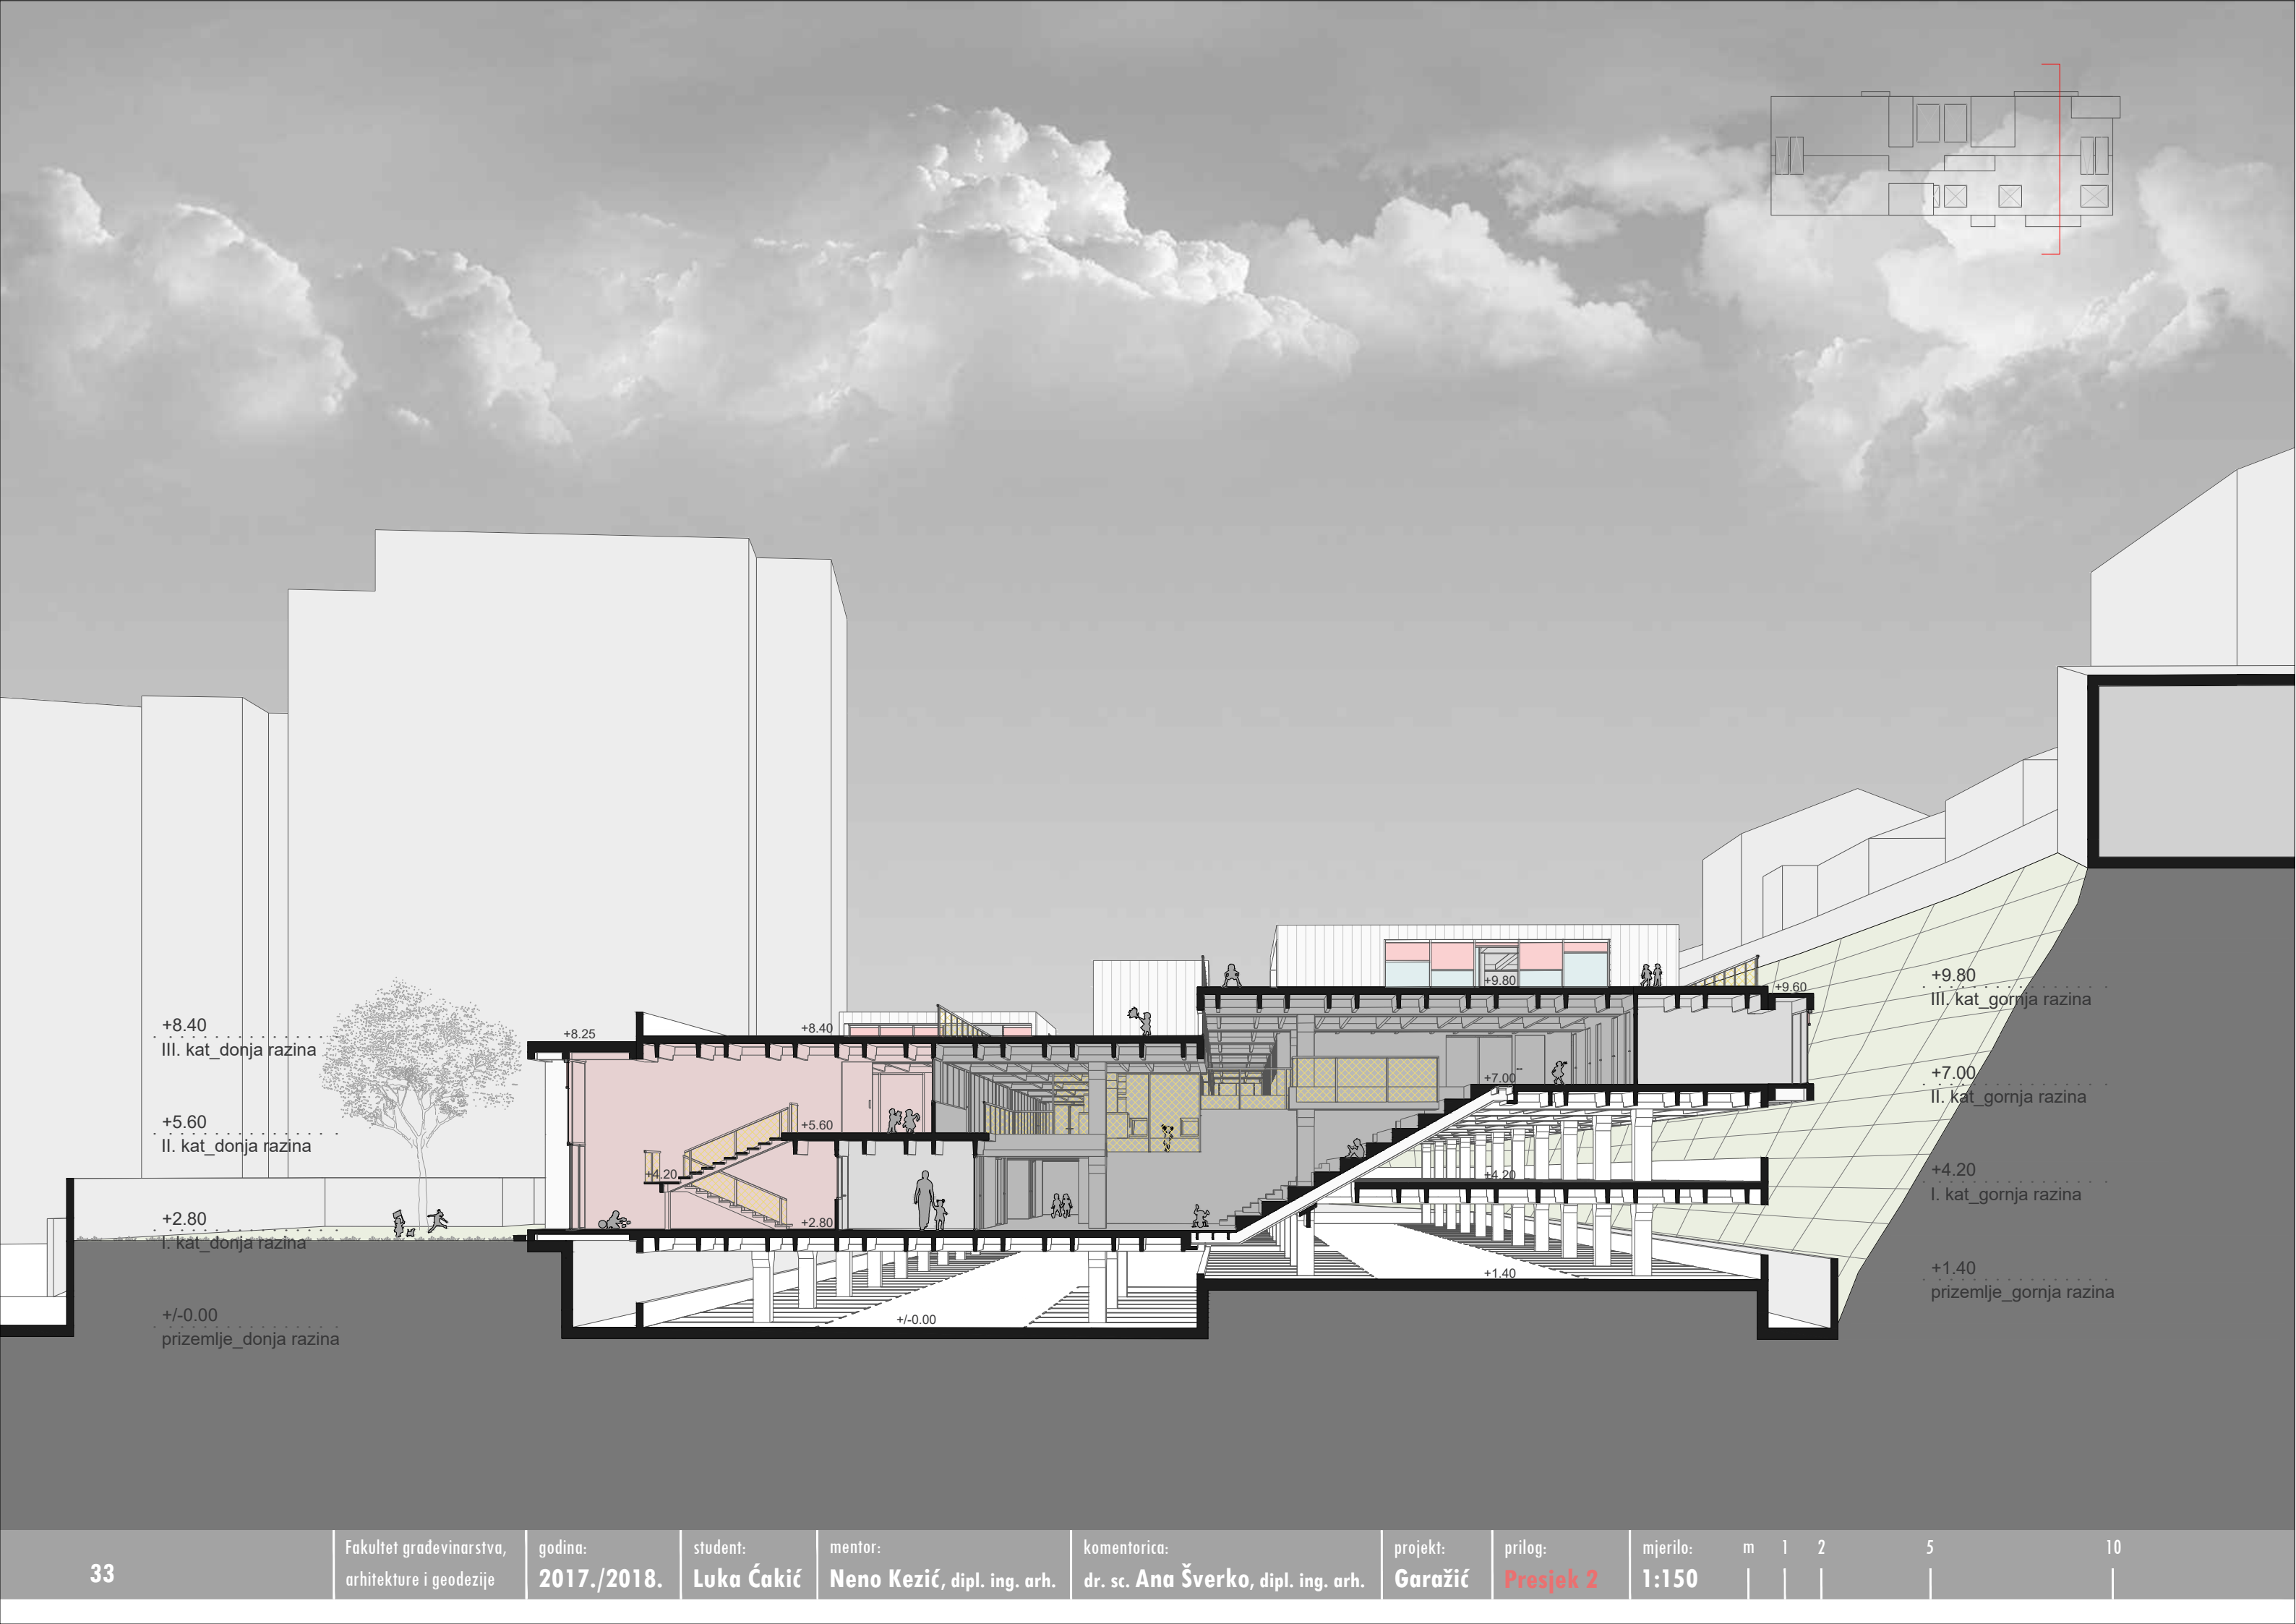 +9.80
+9.60
+8.25
+8.40
+7.00
+5.60
+4.20
+4.20
+2.80
+1.40
+/-0.00
+8.40
III. kat_donja razina
+5.60
II. kat_donja razina
+2.80
I. kat_donja razina
+/-0.00
prizemlje_donja razina
+9.80
III. kat_gornja razina
+7.00
II. kat_gornja razina
+4.20
I. kat_gornja razina
+1.40
prizemlje_gornja razina
33
Fakultet građevinarstva,
arhitekture i geodezije
godina:
2017./2018.
student:
Luka Ćakić
mentor:
Neno Kezić, dipl. ing. arh.
komentorica:
dr. sc. Ana Šverko, dipl. ing. arh.
projekt:
Garažić
prilog:
Presjek 2
mjerilo:
1:150
m 1 2 5 10